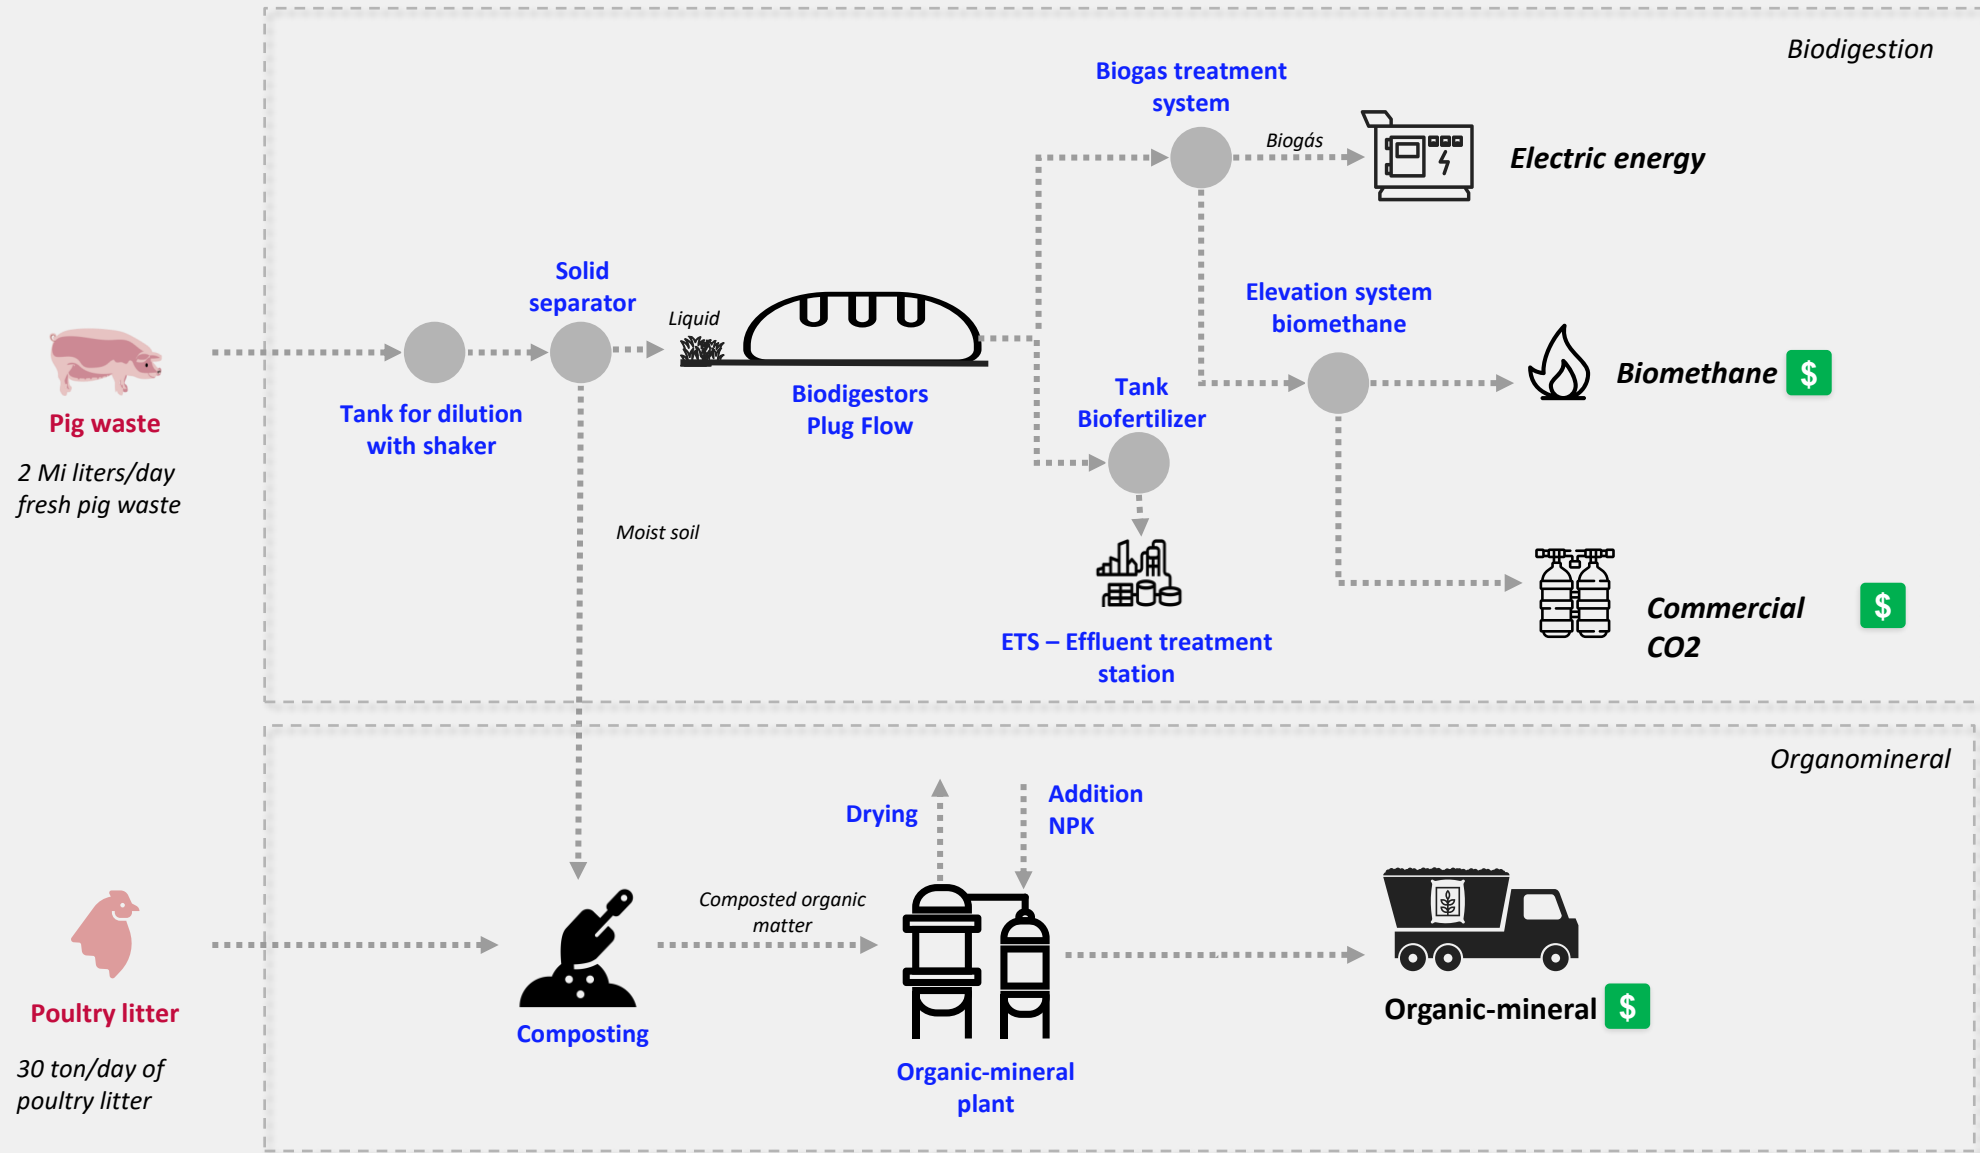 Biodigestion
Biogas treatment
system
Biogás
Electric energy
Solid
separator
Liquid
Elevation system
biomethane
Biomethane
$
Pig waste
2 Mi liters/day
fresh pig waste
Tank for dilution
with shaker
Biodigestors
Plug Flow
Tank
Biofertilizer
Moist soil
ETS – Effluent treatment
station
Commercial
CO2
$
Organomineral
Drying
Addition
NPK
Composted organic
matter
Poultry litter
30 ton/day of
poultry litter
Composting
Organic-mineral
plant
Organic-mineral
$